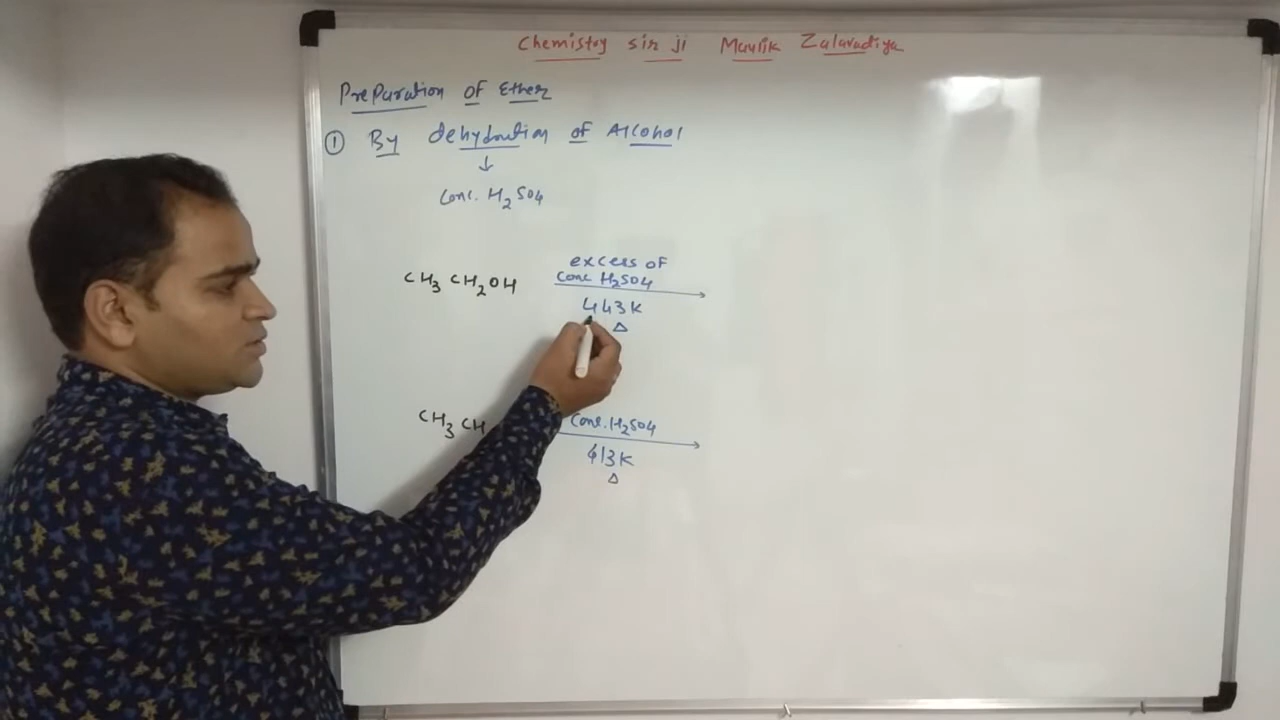 Chemistry sir ji Maulik Zalavadiya
Preparation of Ether
① By dehydration of Alcohol
↓
Conc. H2SO4
CH3 CH2OH excess of
Conc H2SO4
443K
Δ
CH3 CH Conc. H2SO4
413K
Δ